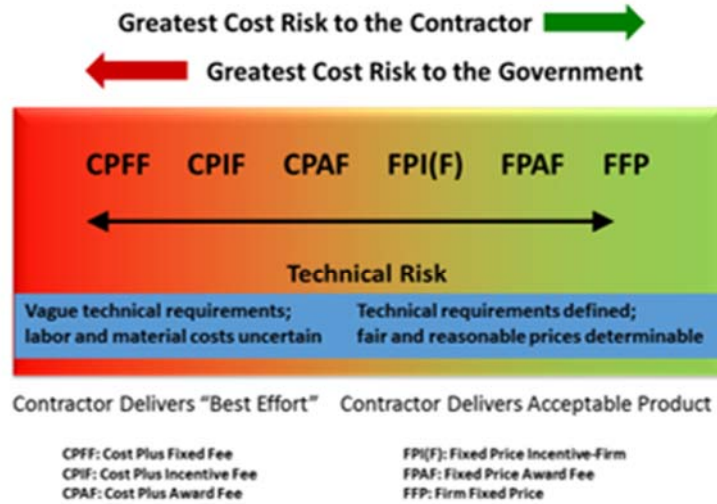 Greatest Cost Risk to the Contractor
Greatest Cost Risk to the Government
CPFF CPIF CPAF FPI(F) FPAF FFP
Technical Risk
Vague technical requirements;
labor and material costs uncertain
Technical requirements defined;
fair and reasonable prices determinable
Contractor Delivers “Best Effort”
Contractor Delivers Acceptable Product
CPFF: Cost Plus Fixed Fee
CPIF: Cost Plus Incentive Fee
CPAF: Cost Plus Award Fee
FPI(F): Fixed Price Incentive-Firm
FPAF: Fixed Price Award Fee
FFP: Firm Fixed Price